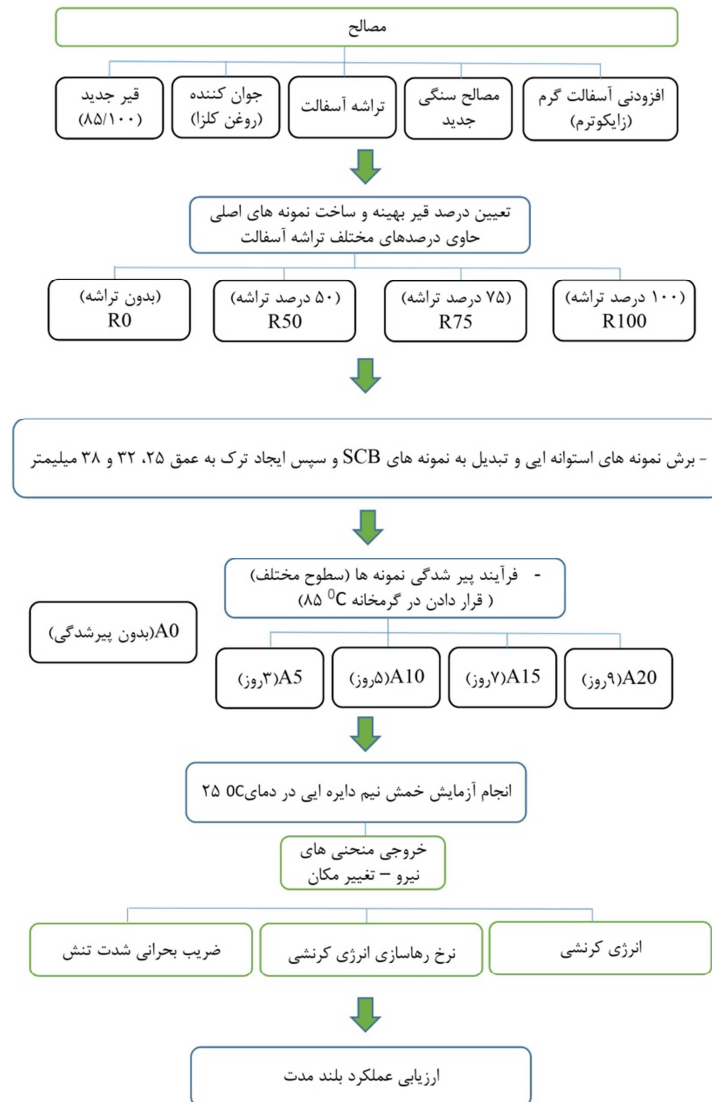 مصالح
افزودنی آسفالت گرم
(زایکوترم)
مصالح سنگی
جدید
تراشه آسفالت
جوان کننده
(روغن کلزا)
قیر جدید
(۸۵/۱۰۰)
تعیین درصد قیر بهینه و ساخت نمونه های اصلی
حاوی درصدهای مختلف تراشه آسفالت
(۱۰۰ درصد تراشه)
R100
(۷۵ درصد تراشه)
R75
(۵۰ درصد تراشه)
R50
(بدون تراشه)
R0
- برش نمونه های استوانه ایی و تبدیل به نمونه های SCB و سپس ایجاد ترک به عمق ۲۵، ۳۲ و ۳۸ میلیمتر
- فرآیند پیر شدگی نمونه ها (سطوح مختلف)
( قرار دادن در گرمخانه ۸۵ ⁰C)
A0(بدون پیرشدگی)
A20(۹روز)
A15(۷روز)
A10(۵روز)
A5(۳روز)
انجام آزمایش خمش نیم دایره ایی در دمای۲۵ 0C
خروجی منحنی های
نیرو – تغییر مکان
انرژی کرنشی
نرخ رهاسازی انرژی کرنشی
ضریب بحرانی شدت تنش
ارزیابی عملکرد بلند مدت